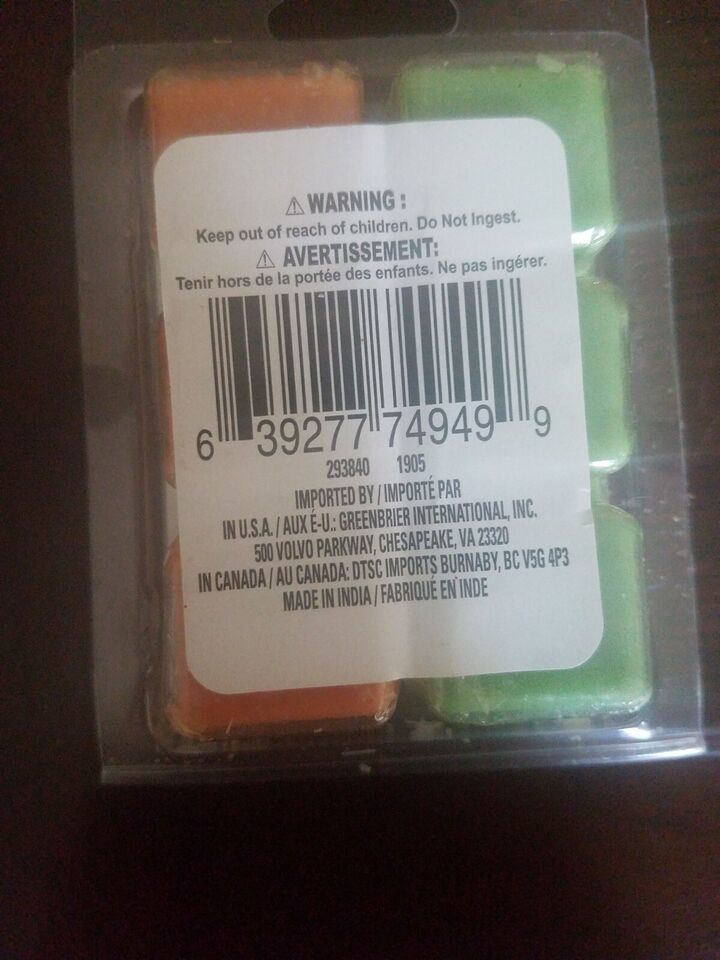 ⚠ WARNING :
Keep out of reach of children. Do Not Ingest.
⚠ AVERTISSEMENT:
Tenir hors de la portée des enfants. Ne pas ingérer.
6 39277 74949 9
293840 1905
IMPORTED BY / IMPORTÉ PAR
IN U.S.A. / AUX É-U.: GREENBRIER INTERNATIONAL, INC.
500 VOLVO PARKWAY, CHESAPEAKE, VA 23320
IN CANADA / AU CANADA: DTSC IMPORTS BURNABY, BC V5G 4P3
MADE IN INDIA / FABRIQUÉ EN INDE